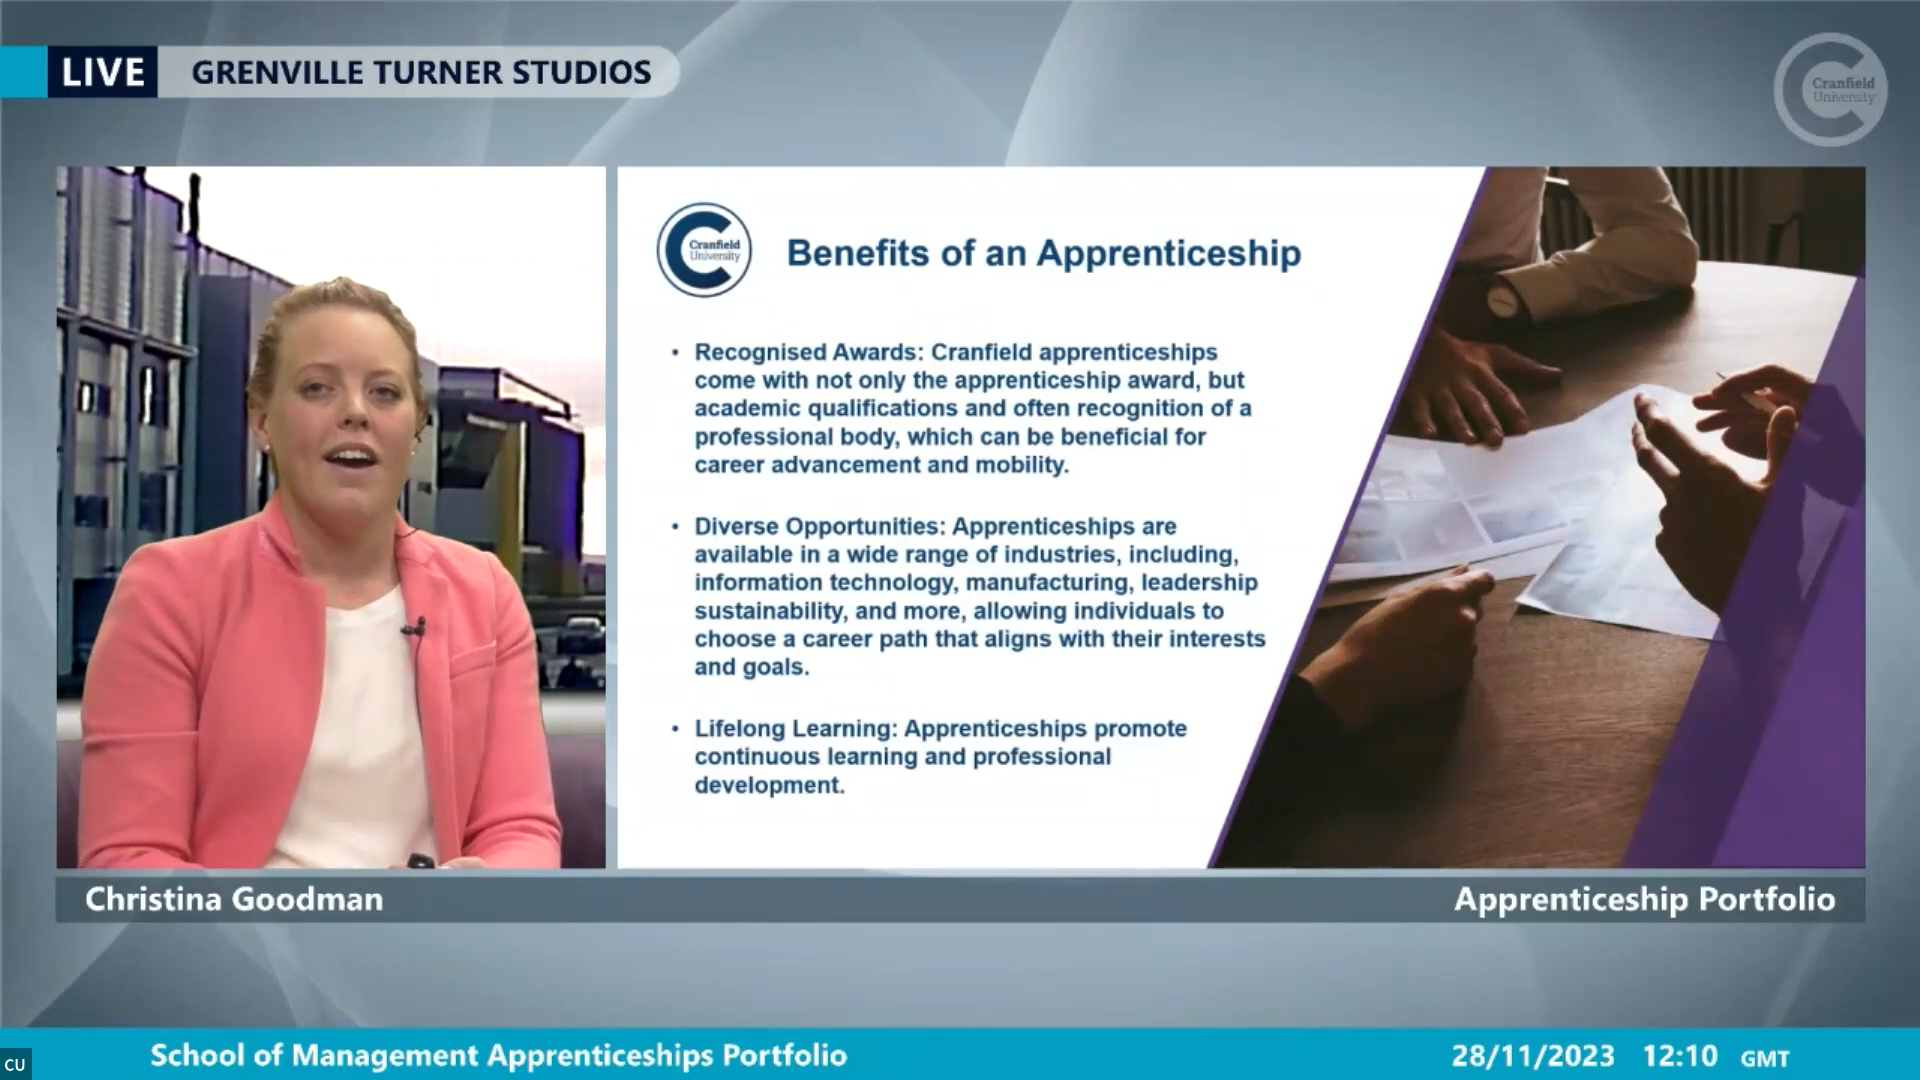 LIVE
GRENVILLE TURNER STUDIOS
Cranfield
University
Cranfield
University
Benefits of an Apprenticeship
• Recognised Awards: Cranfield apprenticeships
come with not only the apprenticeship award, but
academic qualifications and often recognition of a
professional body, which can be beneficial for
career advancement and mobility.
• Diverse Opportunities: Apprenticeships are
available in a wide range of industries, including,
information technology, manufacturing, leadership
sustainability, and more, allowing individuals to
choose a career path that aligns with their interests
and goals.
• Lifelong Learning: Apprenticeships promote
continuous learning and professional
development.
Christina Goodman
Apprenticeship Portfolio
School of Management Apprenticeships Portfolio
28/11/2023 12:10 GMT
CU